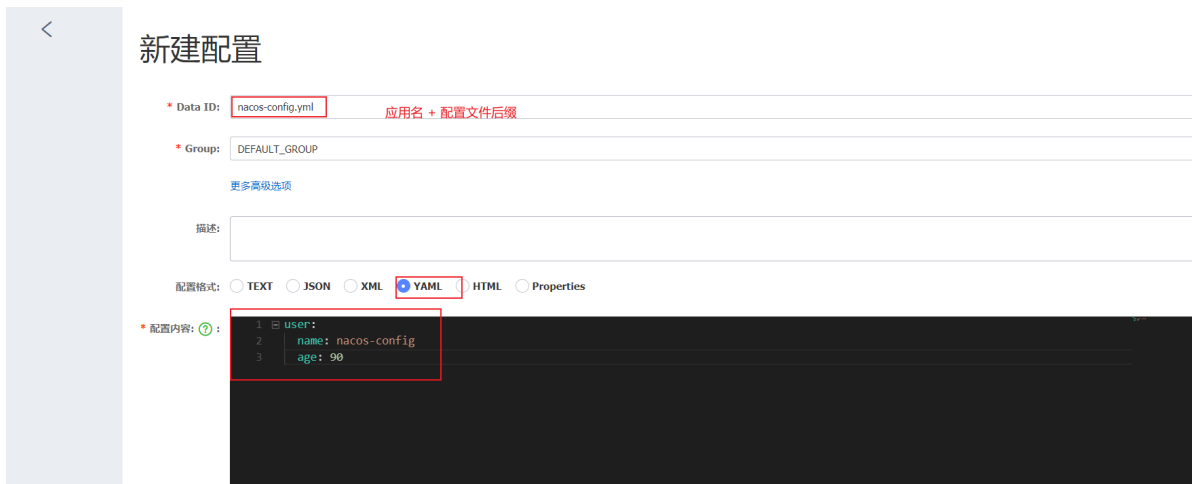 新建配置
* Data ID: nacos-config.yml
应用名 + 配置文件后缀
* Group: DEFAULT_GROUP
更多高级选项
描述:
配置格式: TEXT JSON XML YAML HTML Properties
* 配置内容: ? :
1 user:
2 name: nacos-config
3 age: 90